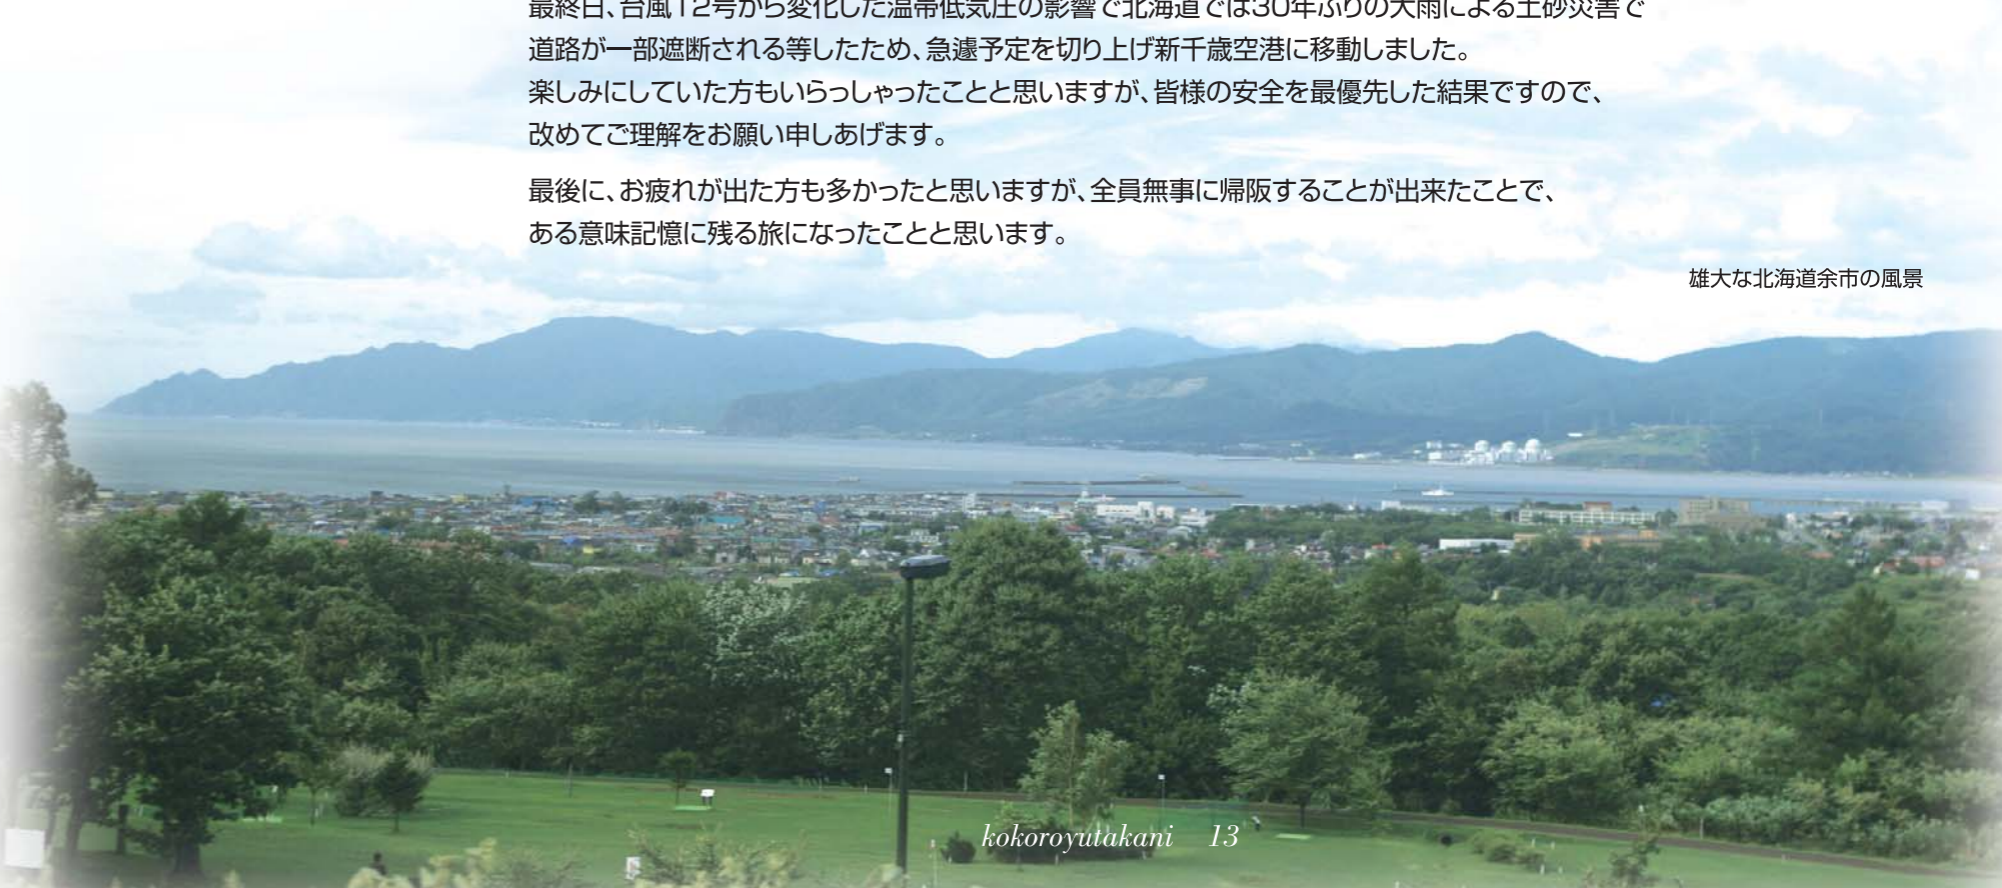 最終日、台風12号から変化した温帯低気圧の影響で北海道では30年ぶりの大雨による土砂災害で
道路が一部遮断される等したため、急遽予定を切り上げ新千歳空港に移動しました。
楽しみにしていた方もいらっしゃったことと思いますが、皆様の安全を最優先した結果ですので、
改めてご理解をお願い申しあげます。
最後に、お疲れが出た方も多かったと思いますが、全員無事に帰阪することが出来たことで、
ある意味記憶に残る旅になったことと思います。
雄大な北海道余市の風景
kokoroyutakani 13